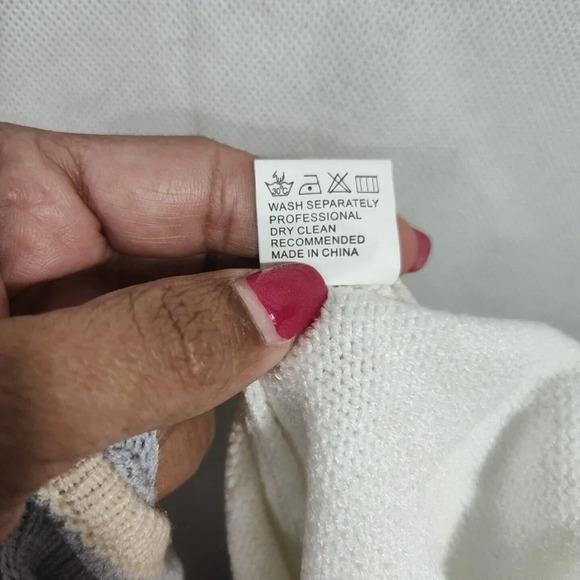 30°C
WASH SEPARATELY
PROFESSIONAL
DRY CLEAN
RECOMMENDED
MADE IN CHINA